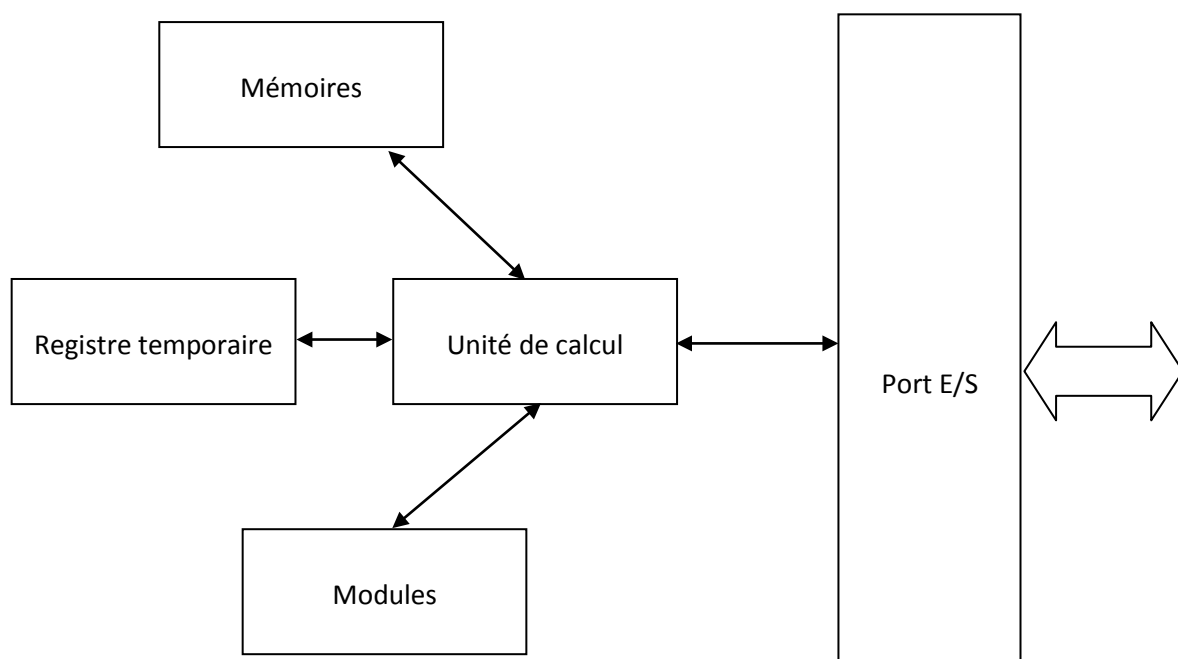 Mémoires
Registre temporaire
Unité de calcul
Port E/S
Modules